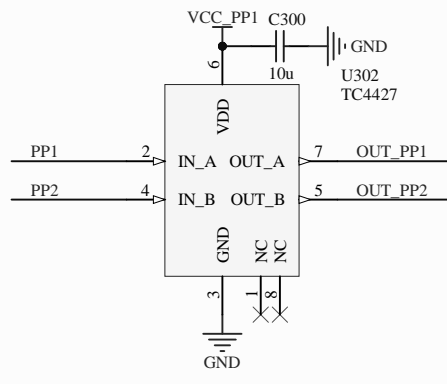 VCC_PP1
C300
GND
10u
U302
TC4427
6
VDD
PP1
2
IN_A
OUT_A
7
OUT_PP1
PP2
4
IN_B
OUT_B
5
OUT_PP2
GND
NC
NC
3
1
8
GND